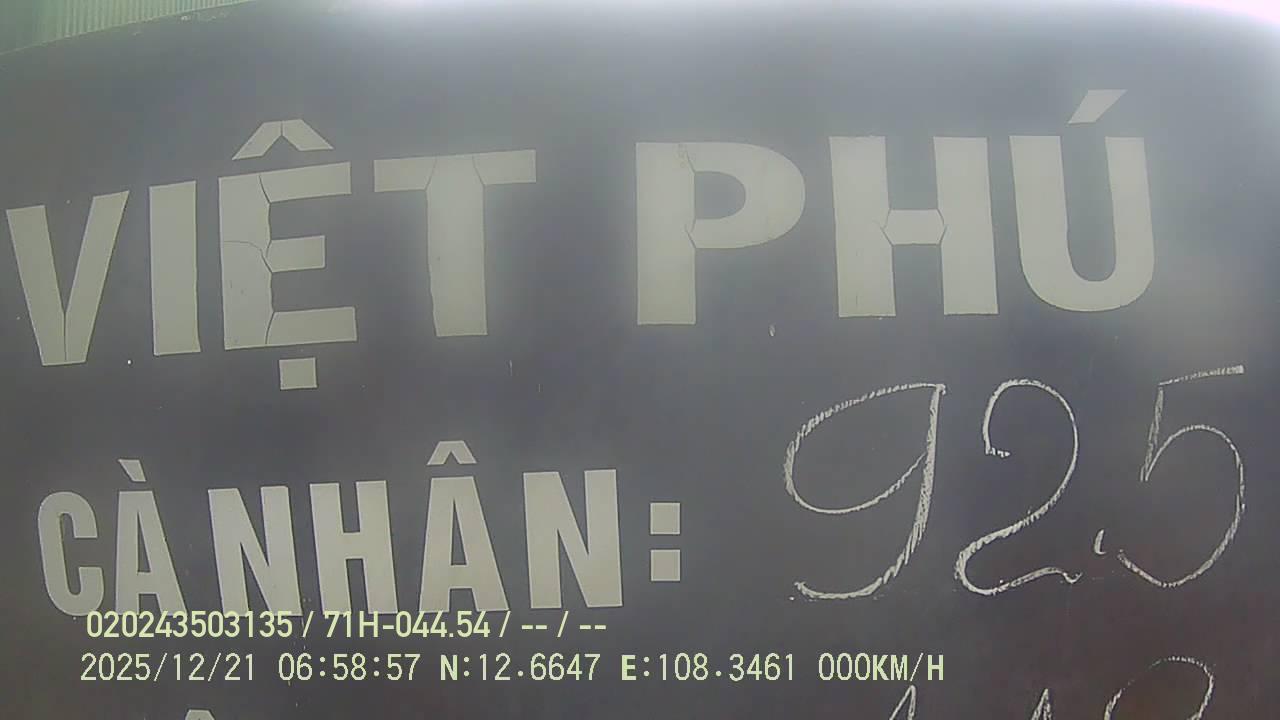 VIỆT PHÚ
CÀ NHÂN: 925
020243503135 / 71H-044.54 / -- / --
2025/12/21 06:58:57 N:12.6647 E:108.3461 000KM/H